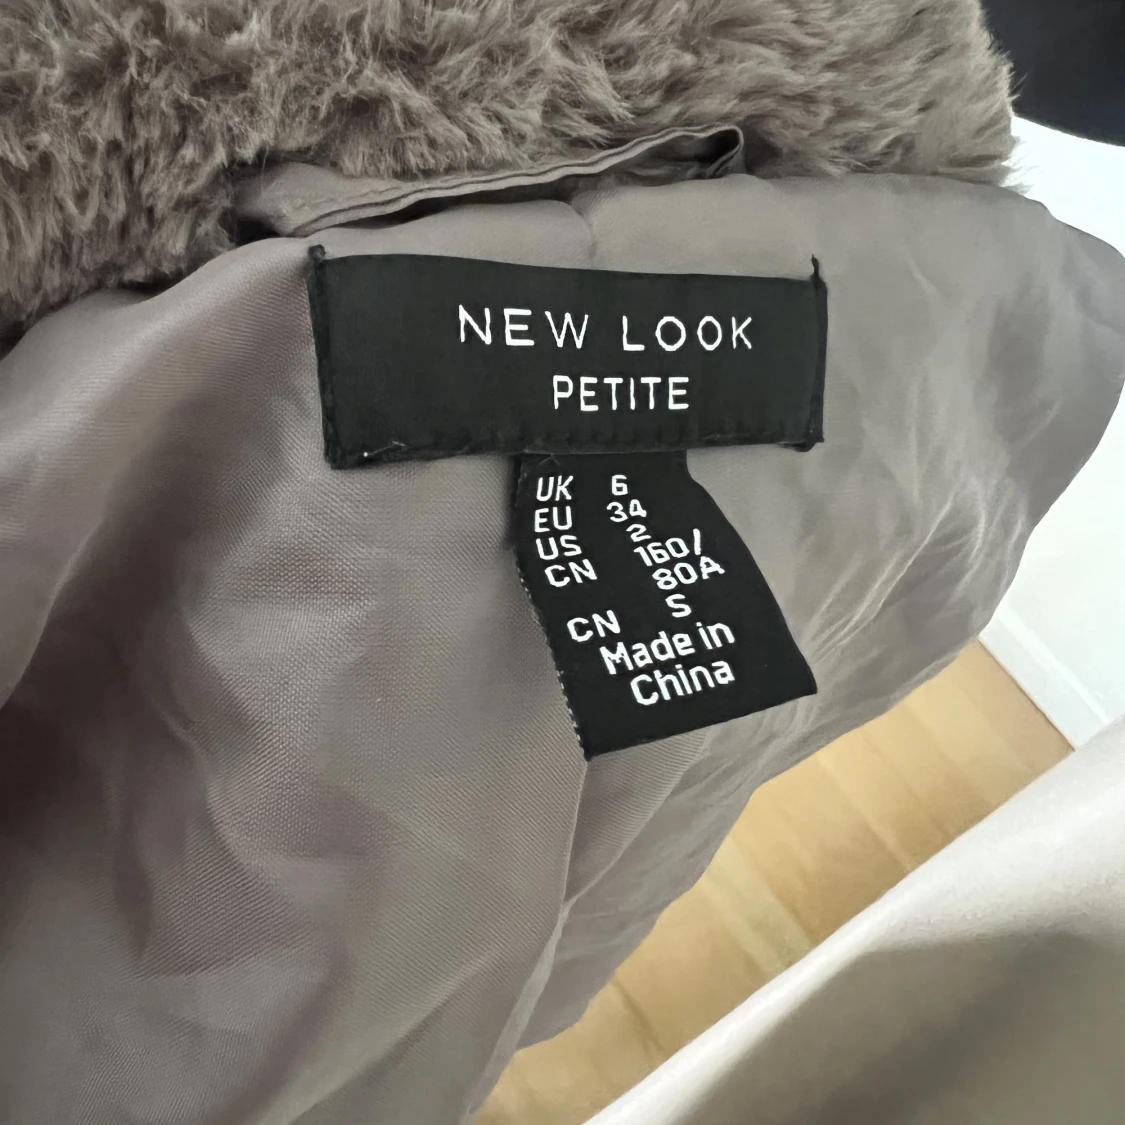 NEW LOOK
PETITE
UK 6
EU 34
US 2
CN 160/
80A
CN S
Made in
China